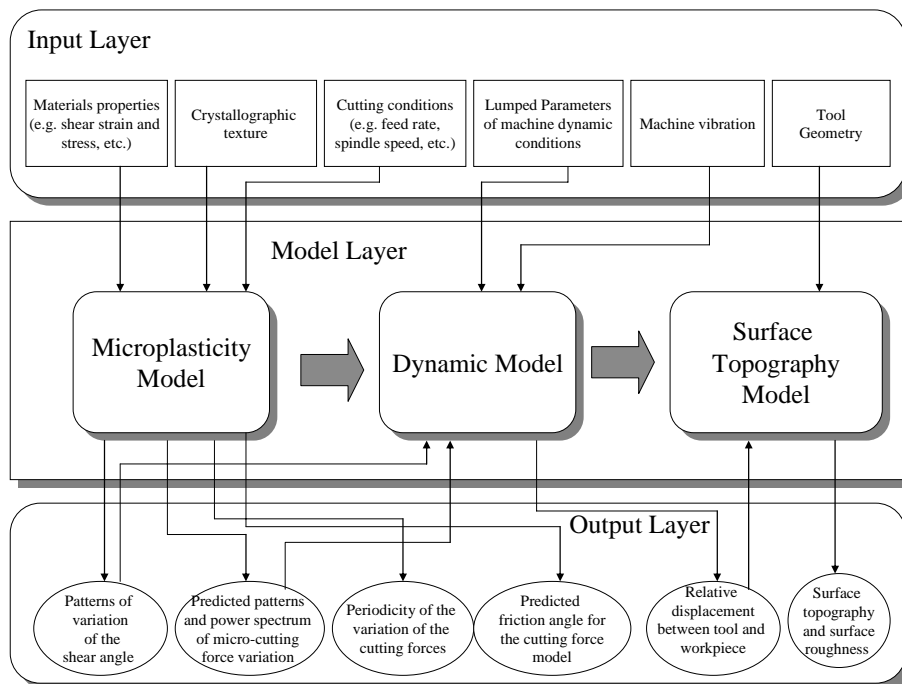 Input Layer
Materials properties
(e.g. shear strain and
stress, etc.)
Crystallographic
texture
Cutting conditions
(e.g. feed rate,
spindle speed, etc.)
Lumped Parameters
of machine dynamic
conditions
Machine vibration
Tool
Geometry
Model Layer
Microplasticity
Model
Dynamic Model
Surface
Topography
Model
Output Layer
Patterns of
variation
of the
shear angle
Predicted patterns
and power spectrum
of micro-cutting
force variation
Periodicity of the
variation of the
cutting forces
Predicted
friction angle for
the cutting force
model
Relative
displacement
between tool and
workpiece
Surface
topography
and surface
roughness